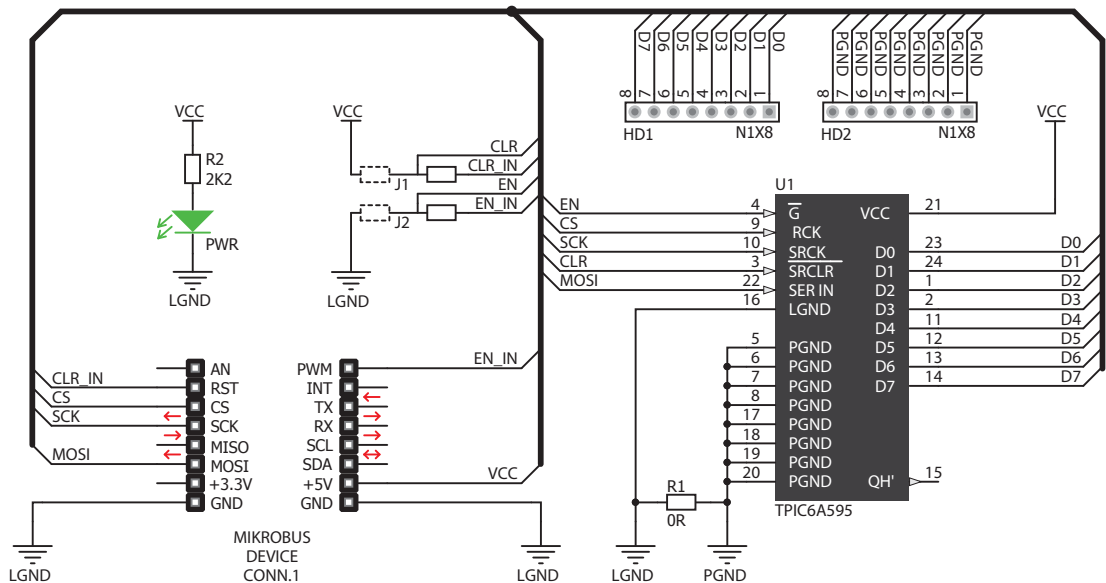 D7 D6 D5 D4 D3 D2 D1 D0
8 7 6 5 4 3 2 1
HD1 N1X8
PGND PGND PGND PGND PGND PGND PGND PGND
8 7 6 5 4 3 2 1
HD2 N1X8
VCC
R2
2K2
PWR
LGND
VCC
J1
J2
LGND
CLR
CLR_IN
EN
EN_IN
VCC
U1
EN 4 G VCC 21
CS 9 RCK
SCK 10 SRCK D0 23 D0
CLR 3 SRCLR D1 24 D1
MOSI 22 SER IN D2 1 D2
16 LGND D3 2 D3
D4 11 D4
5 PGND D5 12 D5
6 PGND D6 13 D6
7 PGND D7 14 D7
8 PGND
17 PGND
18 PGND
19 PGND
20 PGND QH' 15
TPIC6A595
R1
0R
LGND
PGND
AN PWM EN_IN
CLR_IN RST INT
CS CS TX
SCK SCK RX
MISO SCL
MOSI MOSI SDA
+3.3V +5V VCC
GND GND
LGND
MIKROBUS
DEVICE
CONN.1
LGND